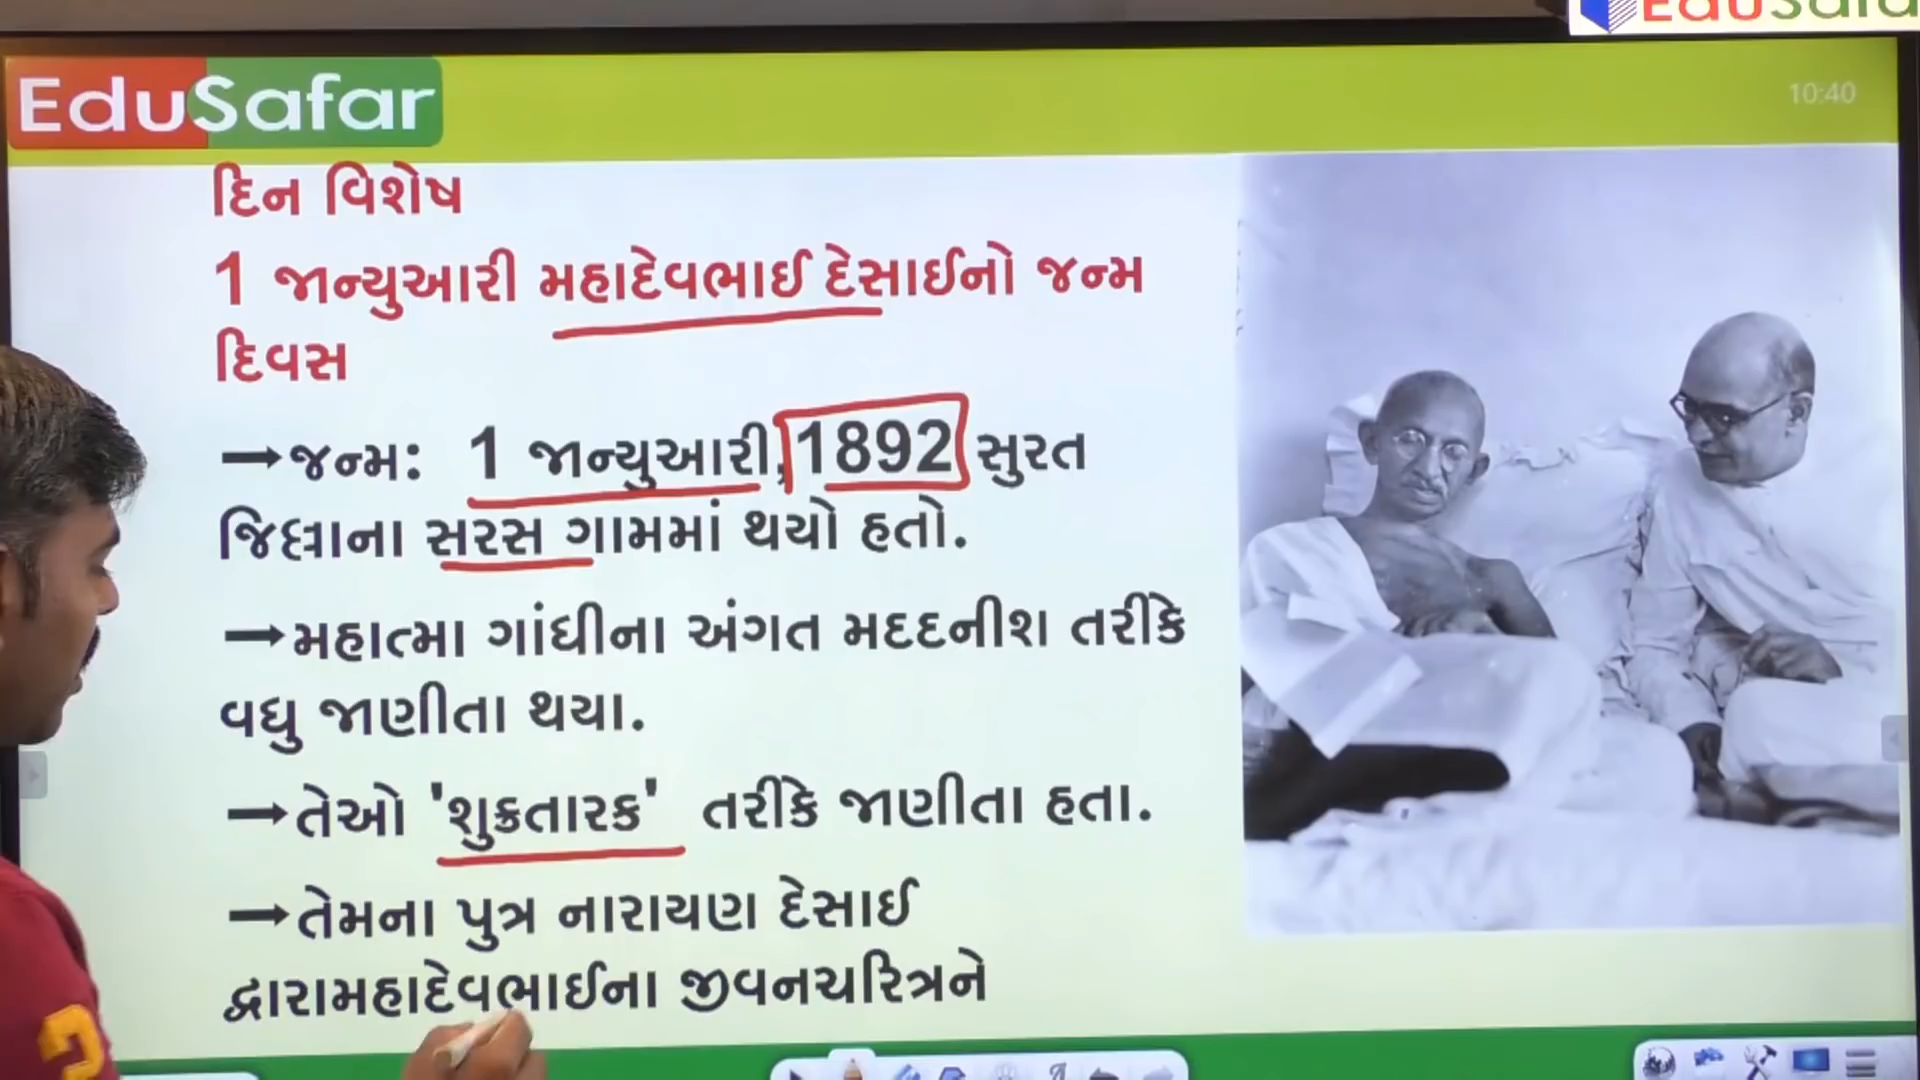 EduSafar
10:40
EduSafar
દિન વિશેષ
1 જાન્યુઆરી મહાદેવભાઈ દેસાઈનો જન્મ
દિવસ
→જન્મ: 1 જાન્યુઆરી, 1892 સુરત
જિલ્લાના સરસ ગામમાં થયો હતો.
→મહાત્મા ગાંધીના અંગત મદદનીશ તરીકે
વધુ જાણીતા થયા.
→તેઓ 'શુક્રતારક' તરીકે જાણીતા હતા.
→તેમના પુત્ર નારાયણ દેસાઈ
દ્વારામહાદેવભાઈના જીવનચરિત્રને